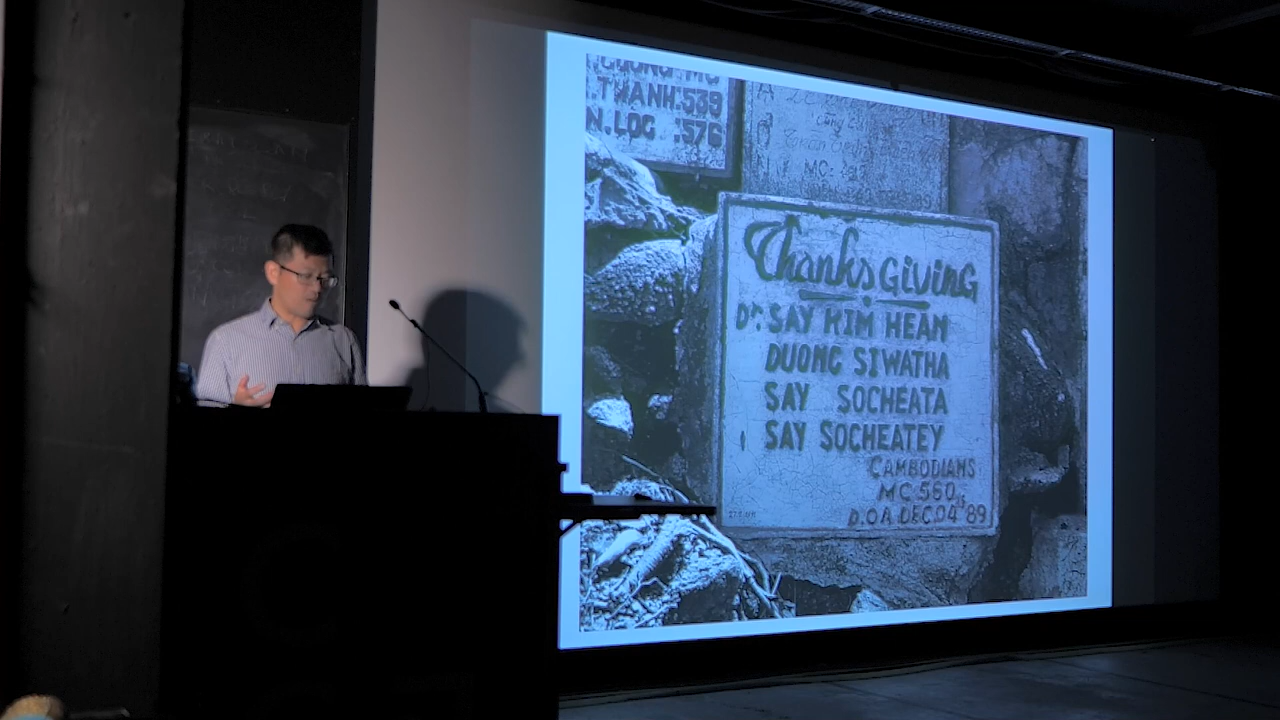 .THANH:539
N.LOC :576
MC:
Thanks GIVING
Dr. SAY KIM HEAN
DUONG SIWATHA
SAY SOCHEATA
SAY SOCHEATEY
CAMBODIANS
MC 560
D.O.A DEC 04 '89